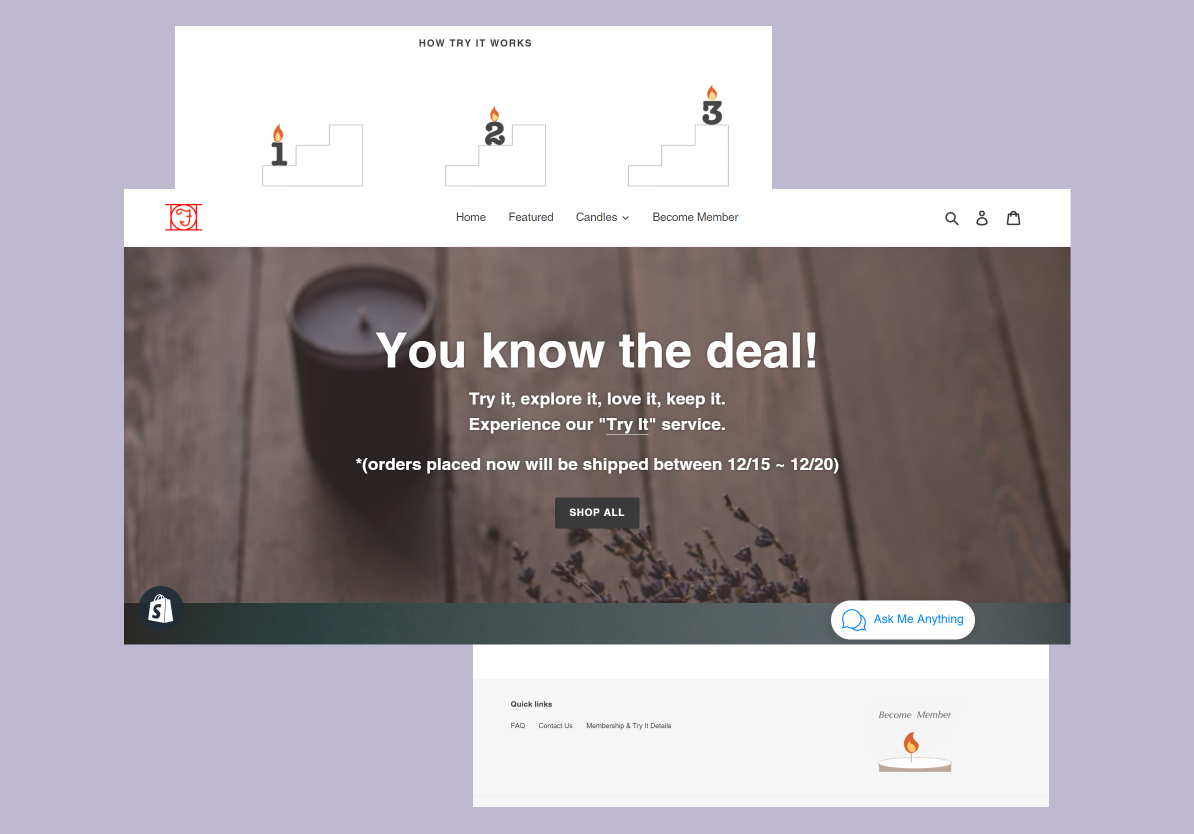 HOW TRY IT WORKS
1
2
3
Home Featured Candles Become Member
You know the deal!
Try it, explore it, love it, keep it.
Experience our "Try It" service.
*(orders placed now will be shipped between 12/15 ~ 12/20)
SHOP ALL
S
Ask Me Anything
Quick links
FAQ Contact Us Membership & Try It Details
Become Member